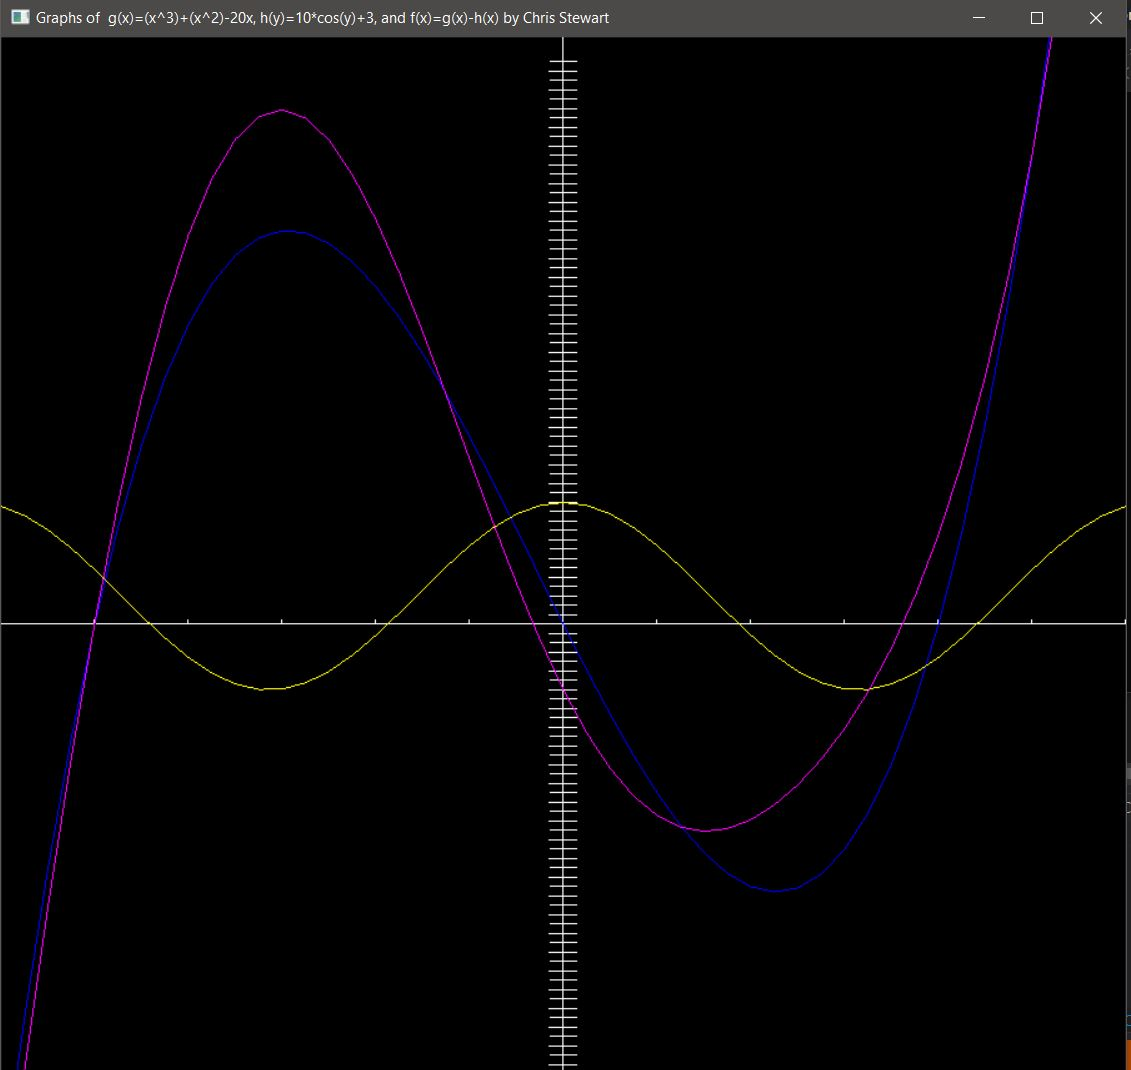 Graphs of  g(x)=(x^3)+(x^2)-20x, h(y)=10*cos(y)+3, and f(x)=g(x)-h(x) by Chris Stewart